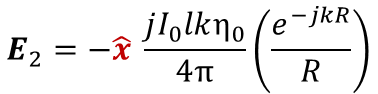 𝑬₂ = −𝒙̂ (jI₀lkη₀ / 4π) (e^(−jkR) / R)